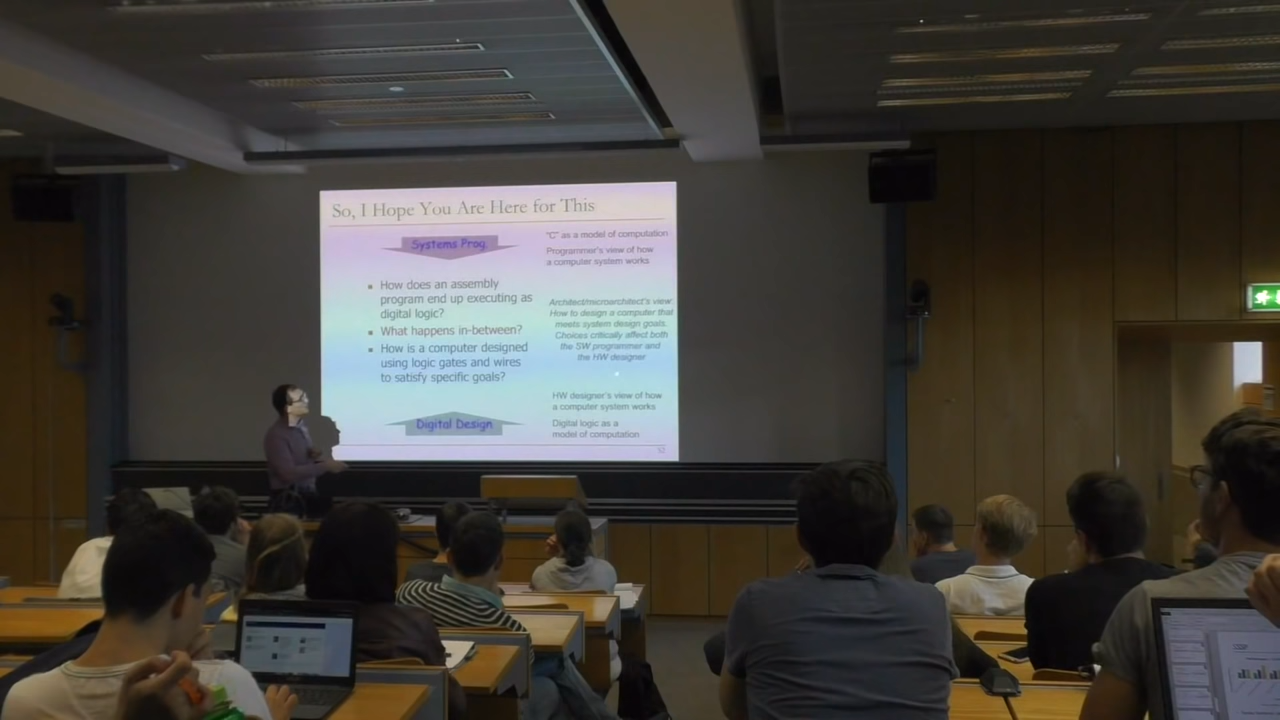 So, I Hope You Are Here for This
Systems Prog.
"C" as a model of computation
Programmer's view of how
a computer system works
How does an assembly
program end up executing as
digital logic?
What happens in-between?
How is a computer designed
using logic gates and wires
to satisfy specific goals?
Architect/microarchitect's view:
How to design a computer that
meets system design goals.
Choices critically affect both
the SW programmer and
the HW designer
HW designer's view of how
a computer system works
Digital Design
Digital logic as a
model of computation